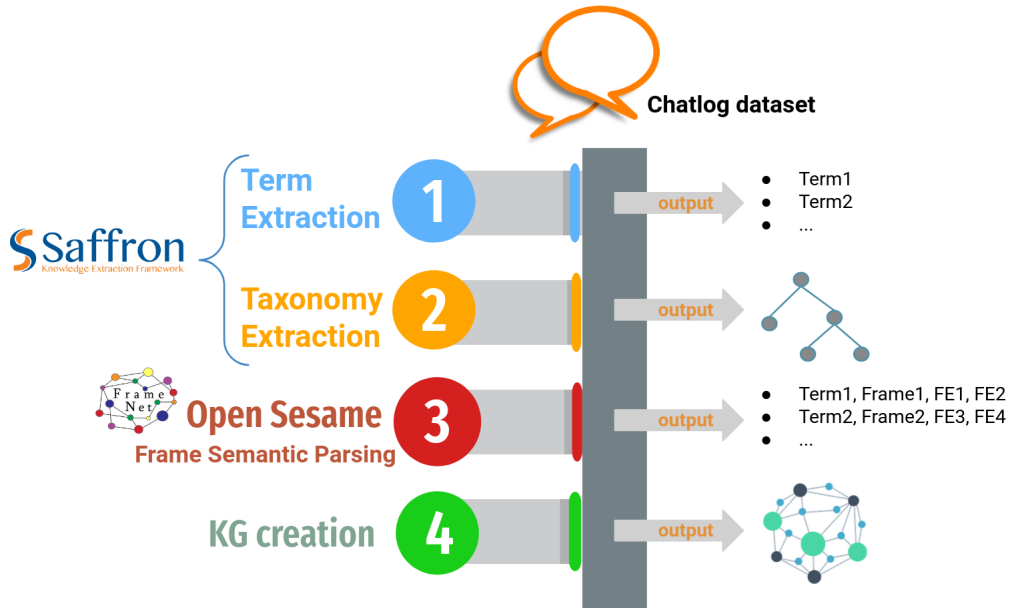 Chatlog dataset
Term
Extraction
1
output
● Term1
● Term2
● ...
Saffron
Knowledge Extraction Framework
Taxonomy
Extraction
2
output
Frame
Net
Open Sesame
Frame Semantic Parsing
3
output
● Term1, Frame1, FE1, FE2
● Term2, Frame2, FE3, FE4
● ...
KG creation
4
output